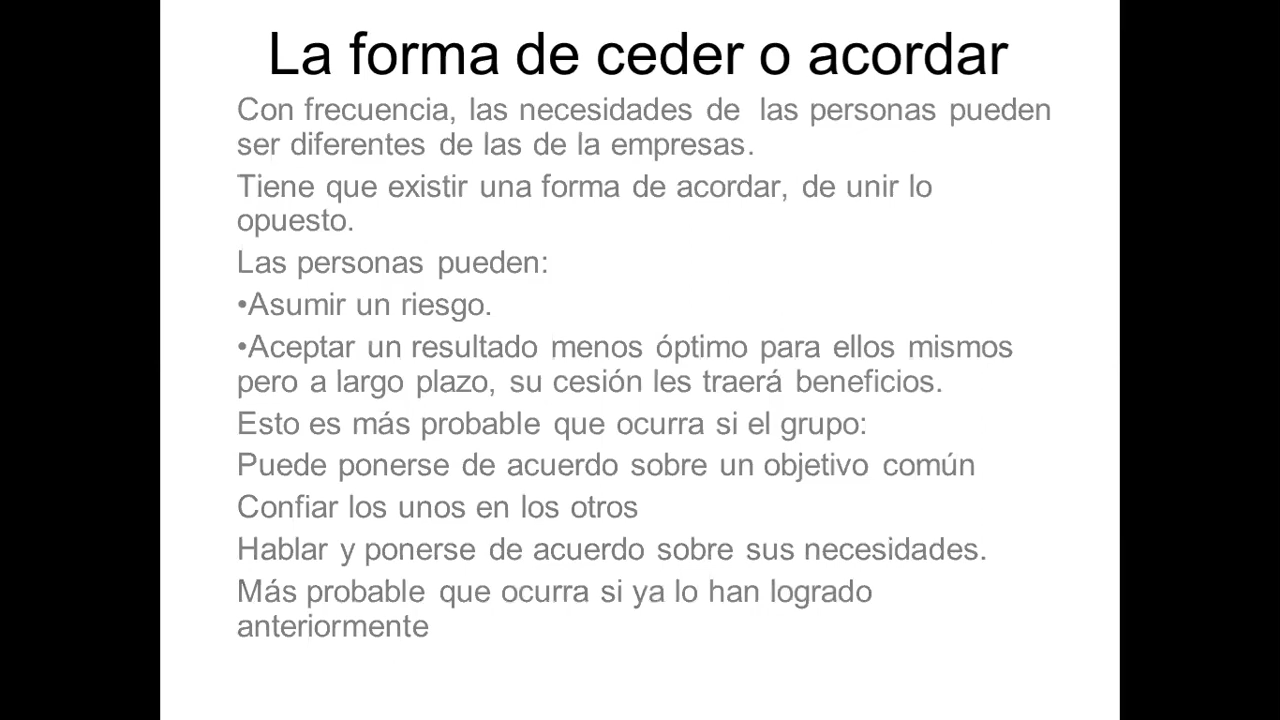 La forma de ceder o acordar
Con frecuencia, las necesidades de las personas pueden
ser diferentes de las de la empresas.
Tiene que existir una forma de acordar, de unir lo
opuesto.
Las personas pueden:
•Asumir un riesgo.
•Aceptar un resultado menos óptimo para ellos mismos
pero a largo plazo, su cesión les traerá beneficios.
Esto es más probable que ocurra si el grupo:
Puede ponerse de acuerdo sobre un objetivo común
Confiar los unos en los otros
Hablar y ponerse de acuerdo sobre sus necesidades.
Más probable que ocurra si ya lo han logrado
anteriormente